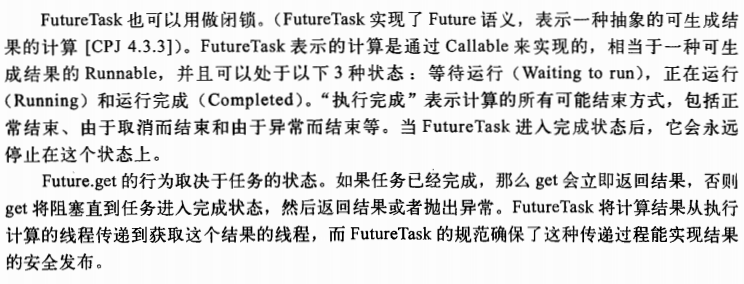 FutureTask 也可以用做闭锁。（FutureTask 实现了 Future 语义，表示一种抽象的可生成结
果的计算 [CPJ 4.3.3]）。FutureTask 表示的计算是通过 Callable 来实现的，相当于一种可生
成结果的 Runnable，并且可以处于以下 3 种状态：等待运行（Waiting to run），正在运行
（Running）和运行完成（Completed）。“执行完成”表示计算的所有可能结束方式，包括正
常结束、由于取消而结束和由于异常而结束等。当 FutureTask 进入完成状态后，它会永远
停止在这个状态上。
Future.get 的行为取决于任务的状态。如果任务已经完成，那么 get 会立即返回结果，否则
get 将阻塞直到任务进入完成状态，然后返回结果或者抛出异常。FutureTask 将计算结果从执行
计算的线程传递到获取这个结果的线程，而 FutureTask 的规范确保了这种传递过程能实现结果
的安全发布。